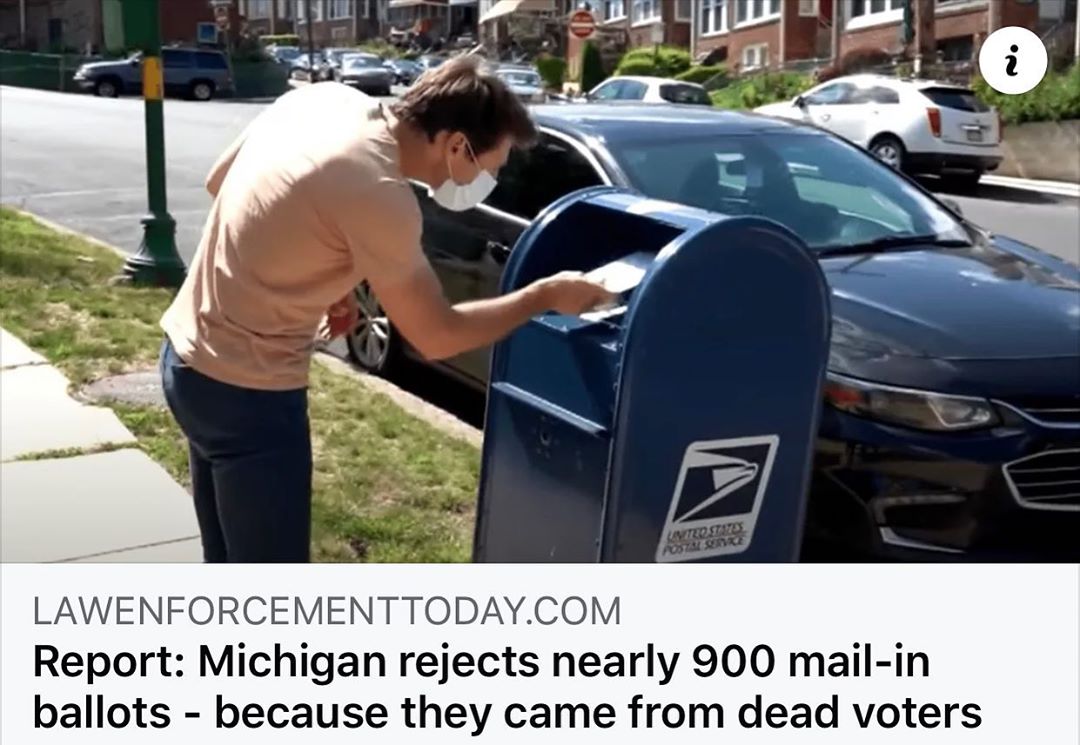 i
UNITED STATES
POSTAL SERVICE
LAWENFORCEMENTTODAY.COM
Report: Michigan rejects nearly 900 mail-in
ballots - because they came from dead voters